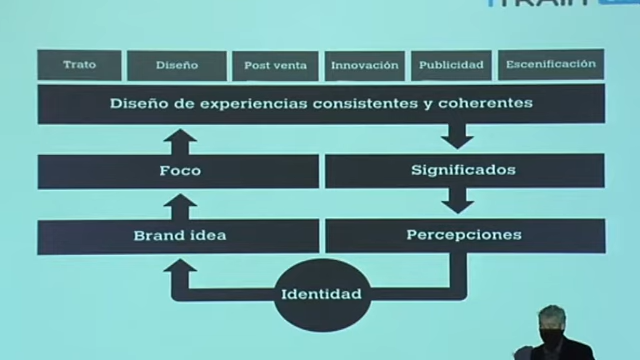 Trato Diseño Post venta Innovación Publicidad Escenificación
Diseño de experiencias consistentes y coherentes
Foco Significados
Brand idea Percepciones
Identidad